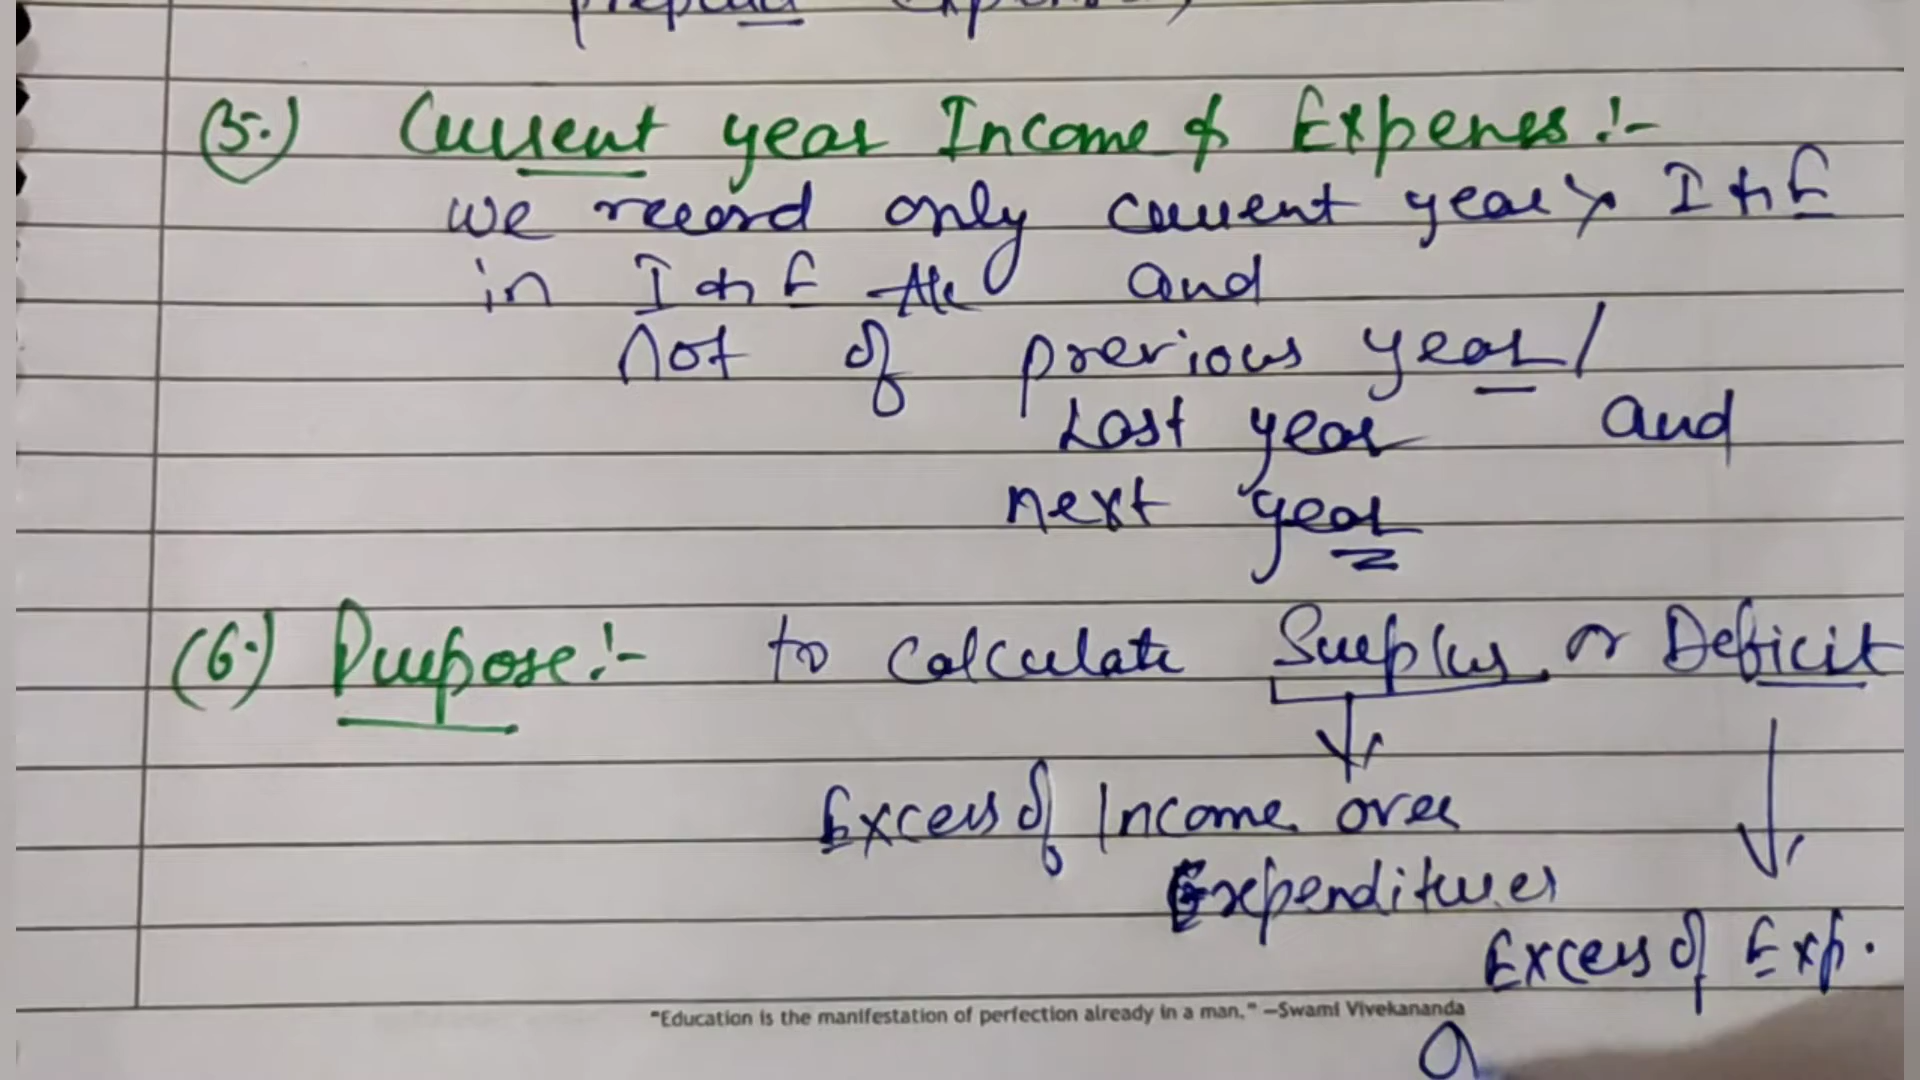 prepaid
(5.) Current year Income & Expenses :-
we record only current year's I & E
in I & E A/c and
not of previous year /
Last year and
next year
(6.) Purpose :- to calculate Surplus or Deficit
Excess of Income over
Expenditures
Excess of Exp.
"Education is the manifestation of perfection already in a man." —Swami Vivekananda